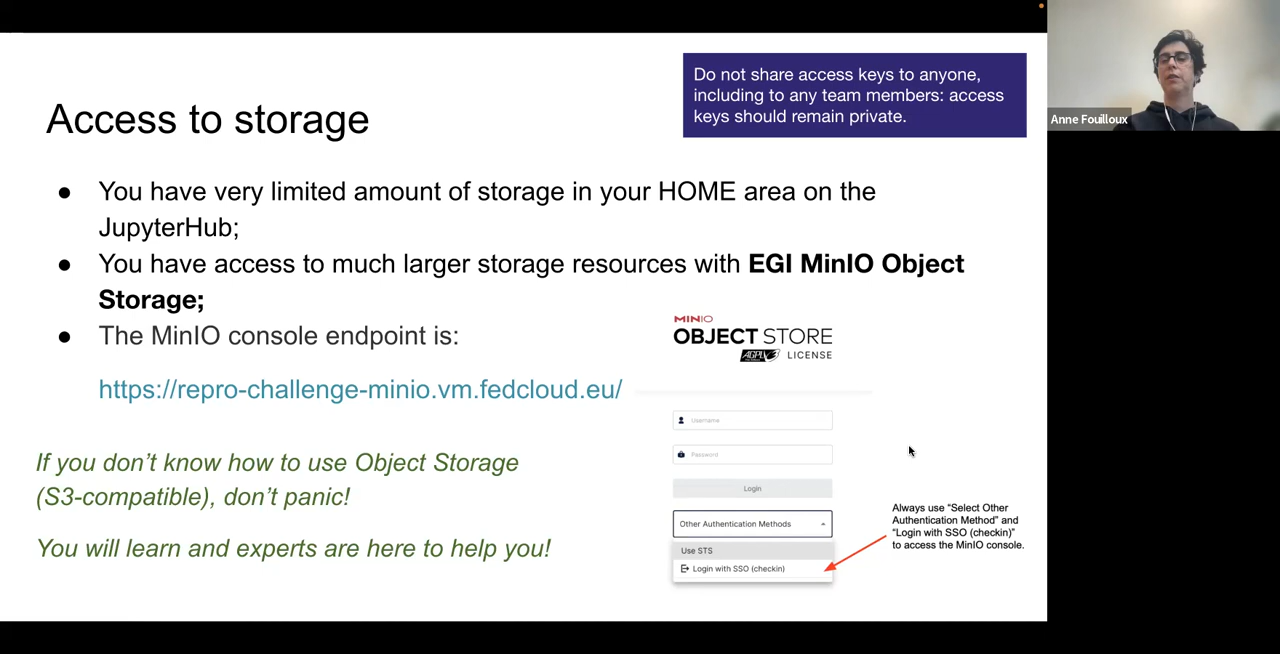 Do not share access keys to anyone,
including to any team members: access
keys should remain private.
Anne Fouilloux
Access to storage
● You have very limited amount of storage in your HOME area on the
JupyterHub;
● You have access to much larger storage resources with EGI MinIO Object
Storage;
● The MinIO console endpoint is:
https://repro-challenge-minio.vm.fedcloud.eu/
If you don't know how to use Object Storage
(S3-compatible), don't panic!
You will learn and experts are here to help you!
MINIO
OBJECT STORE
AGPL V3 LICENSE
Username
Password
Login
Other Authentication Methods
Use STS
Login with SSO (checkin)
Always use “Select Other
Authentication Method” and
“Login with SSO (checkin)”
to access the MinIO console.